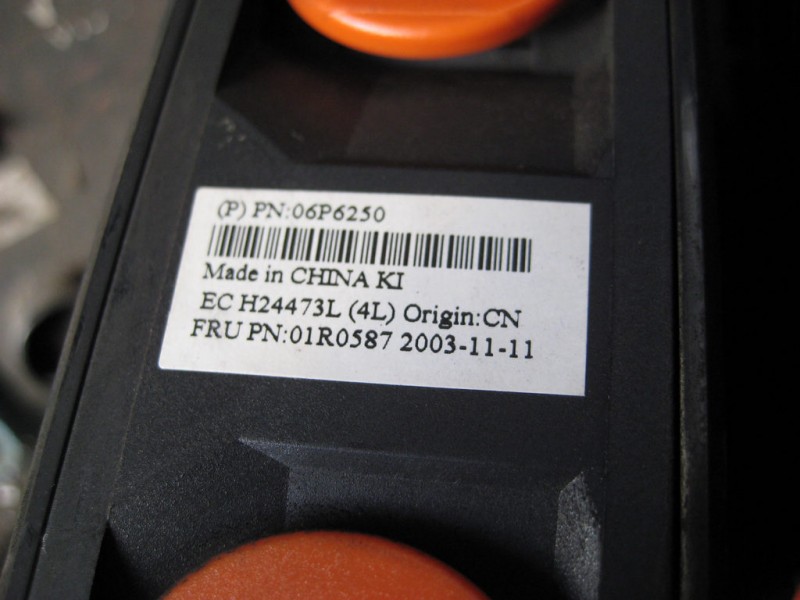 (P) PN:06P6250
Made in CHINA KI
EC H24473L (4L) Origin:CN
FRU PN:01R0587 2003-11-11